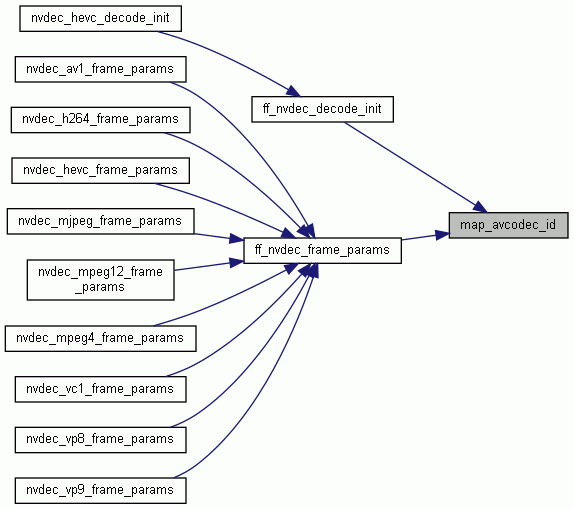 nvdec_hevc_decode_init
nvdec_av1_frame_params
ff_nvdec_decode_init
nvdec_h264_frame_params
nvdec_hevc_frame_params
nvdec_mjpeg_frame_params
map_avcodec_id
ff_nvdec_frame_params
nvdec_mpeg12_frame
_params
nvdec_mpeg4_frame_params
nvdec_vc1_frame_params
nvdec_vp8_frame_params
nvdec_vp9_frame_params